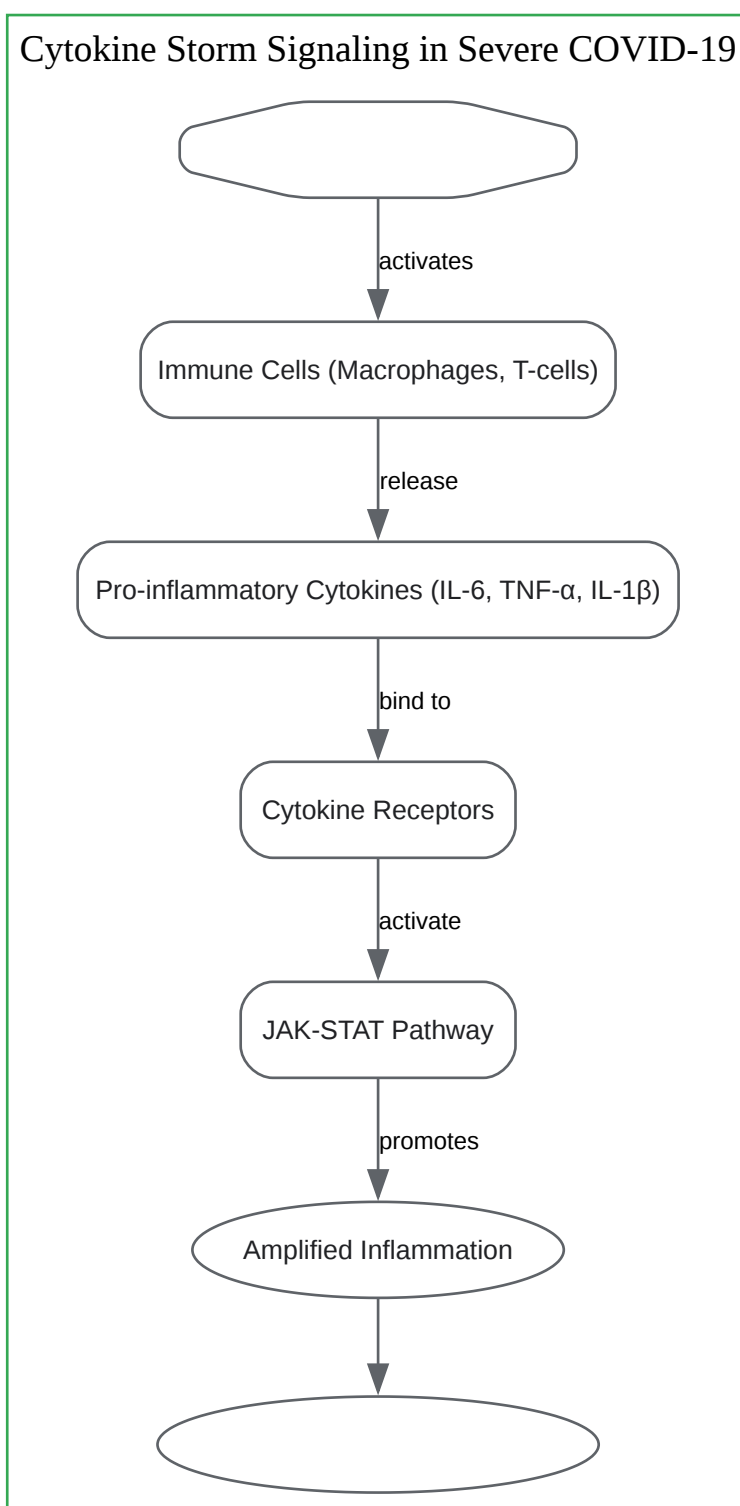 Cytokine Storm Signaling in Severe COVID-19
activates
Immune Cells (Macrophages, T-cells)
release
Pro-inflammatory Cytokines (IL-6, TNF-α, IL-1β)
bind to
Cytokine Receptors
activate
JAK-STAT Pathway
promotes
Amplified Inflammation